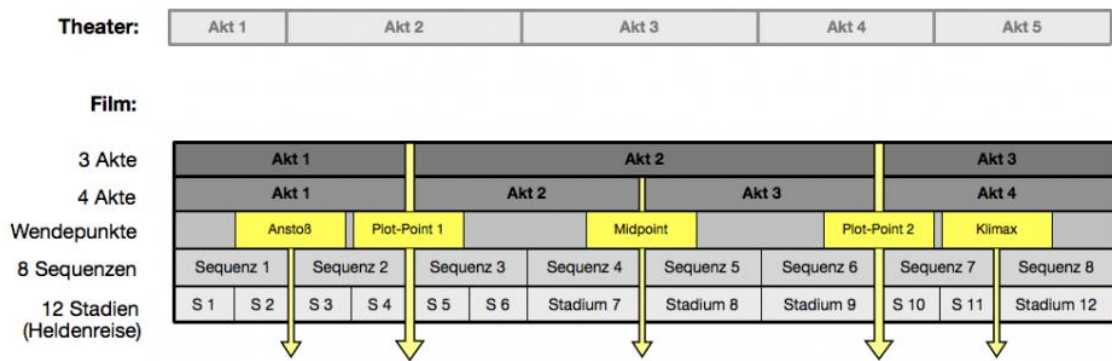 Theater: Akt 1 Akt 2 Akt 3 Akt 4 Akt 5
Film:
3 Akte Akt 1 Akt 2 Akt 3
4 Akte Akt 1 Akt 2 Akt 3 Akt 4
Wendepunkte Anstoß Plot-Point 1 Midpoint Plot-Point 2 Klimax
8 Sequenzen Sequenz 1 Sequenz 2 Sequenz 3 Sequenz 4 Sequenz 5 Sequenz 6 Sequenz 7 Sequenz 8
12 Stadien S 1 S 2 S 3 S 4 S 5 S 6 Stadium 7 Stadium 8 Stadium 9 S 10 S 11 Stadium 12
(Heldenreise)